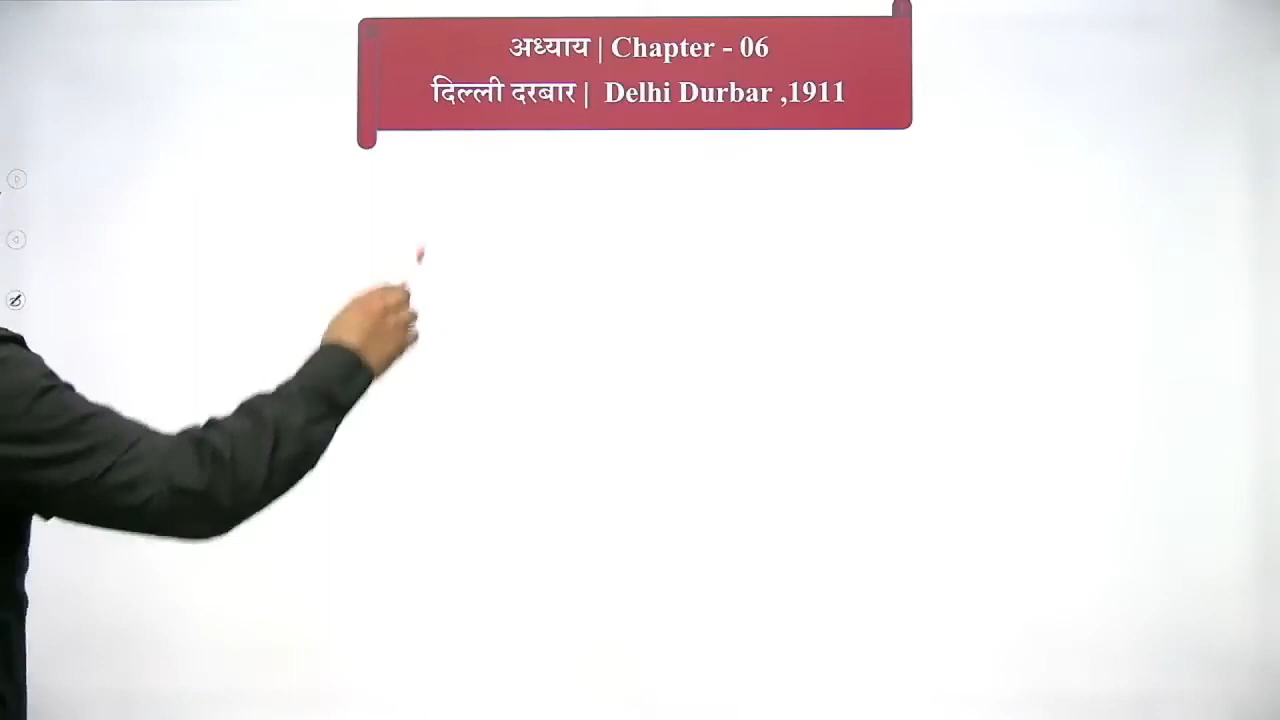 अध्याय | Chapter - 06
दिल्ली दरबार | Delhi Durbar ,1911